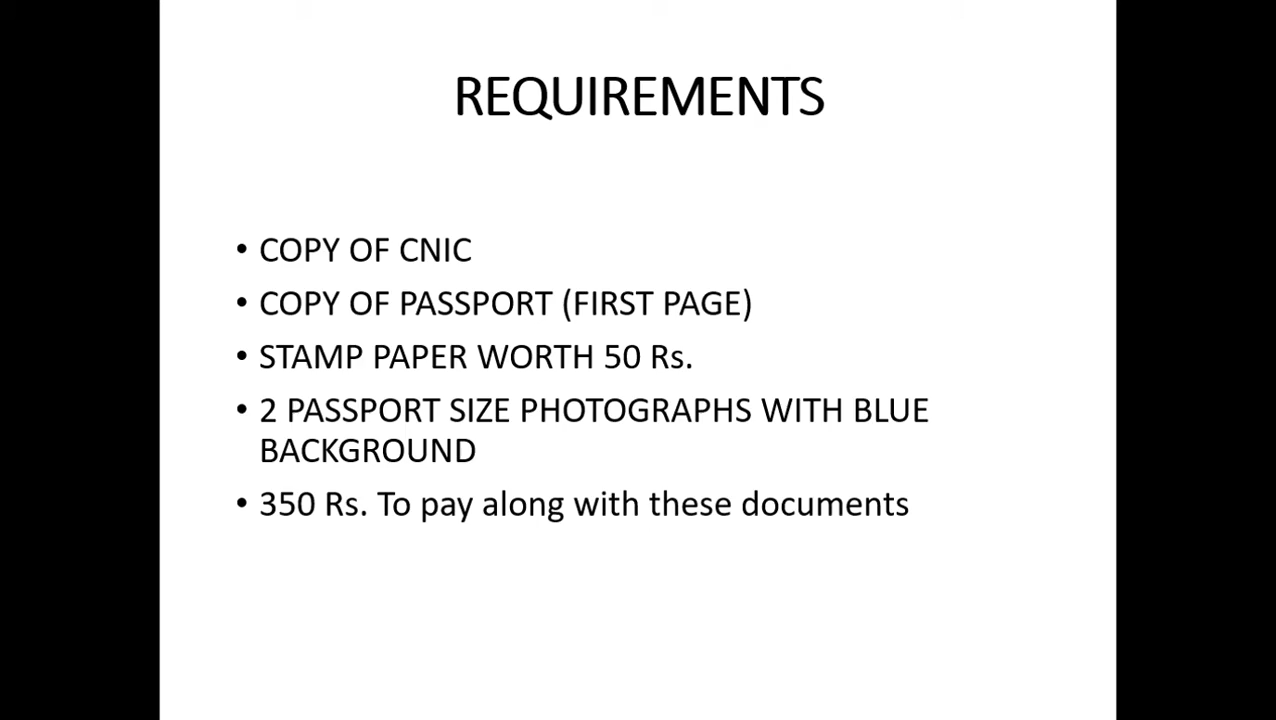 REQUIREMENTS
• COPY OF CNIC
• COPY OF PASSPORT (FIRST PAGE)
• STAMP PAPER WORTH 50 Rs.
• 2 PASSPORT SIZE PHOTOGRAPHS WITH BLUE
BACKGROUND
• 350 Rs. To pay along with these documents